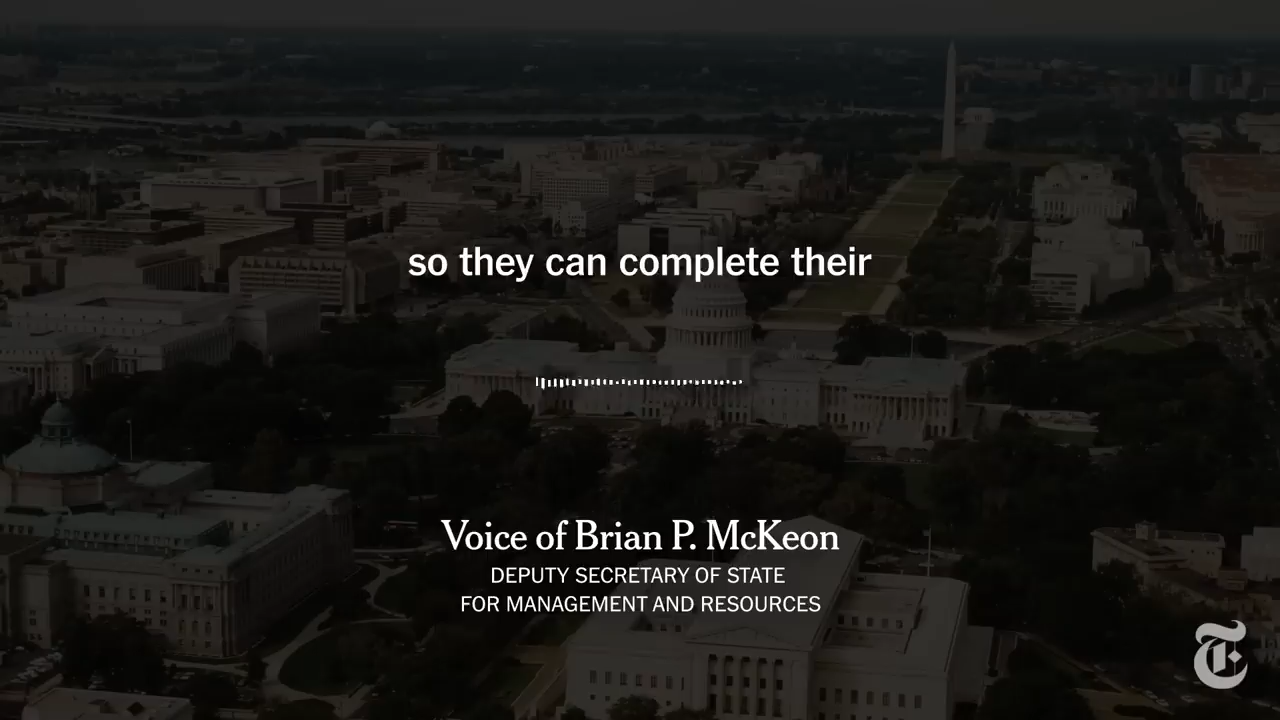 so they can complete their
Voice of Brian P. McKeon
DEPUTY SECRETARY OF STATE
FOR MANAGEMENT AND RESOURCES
T